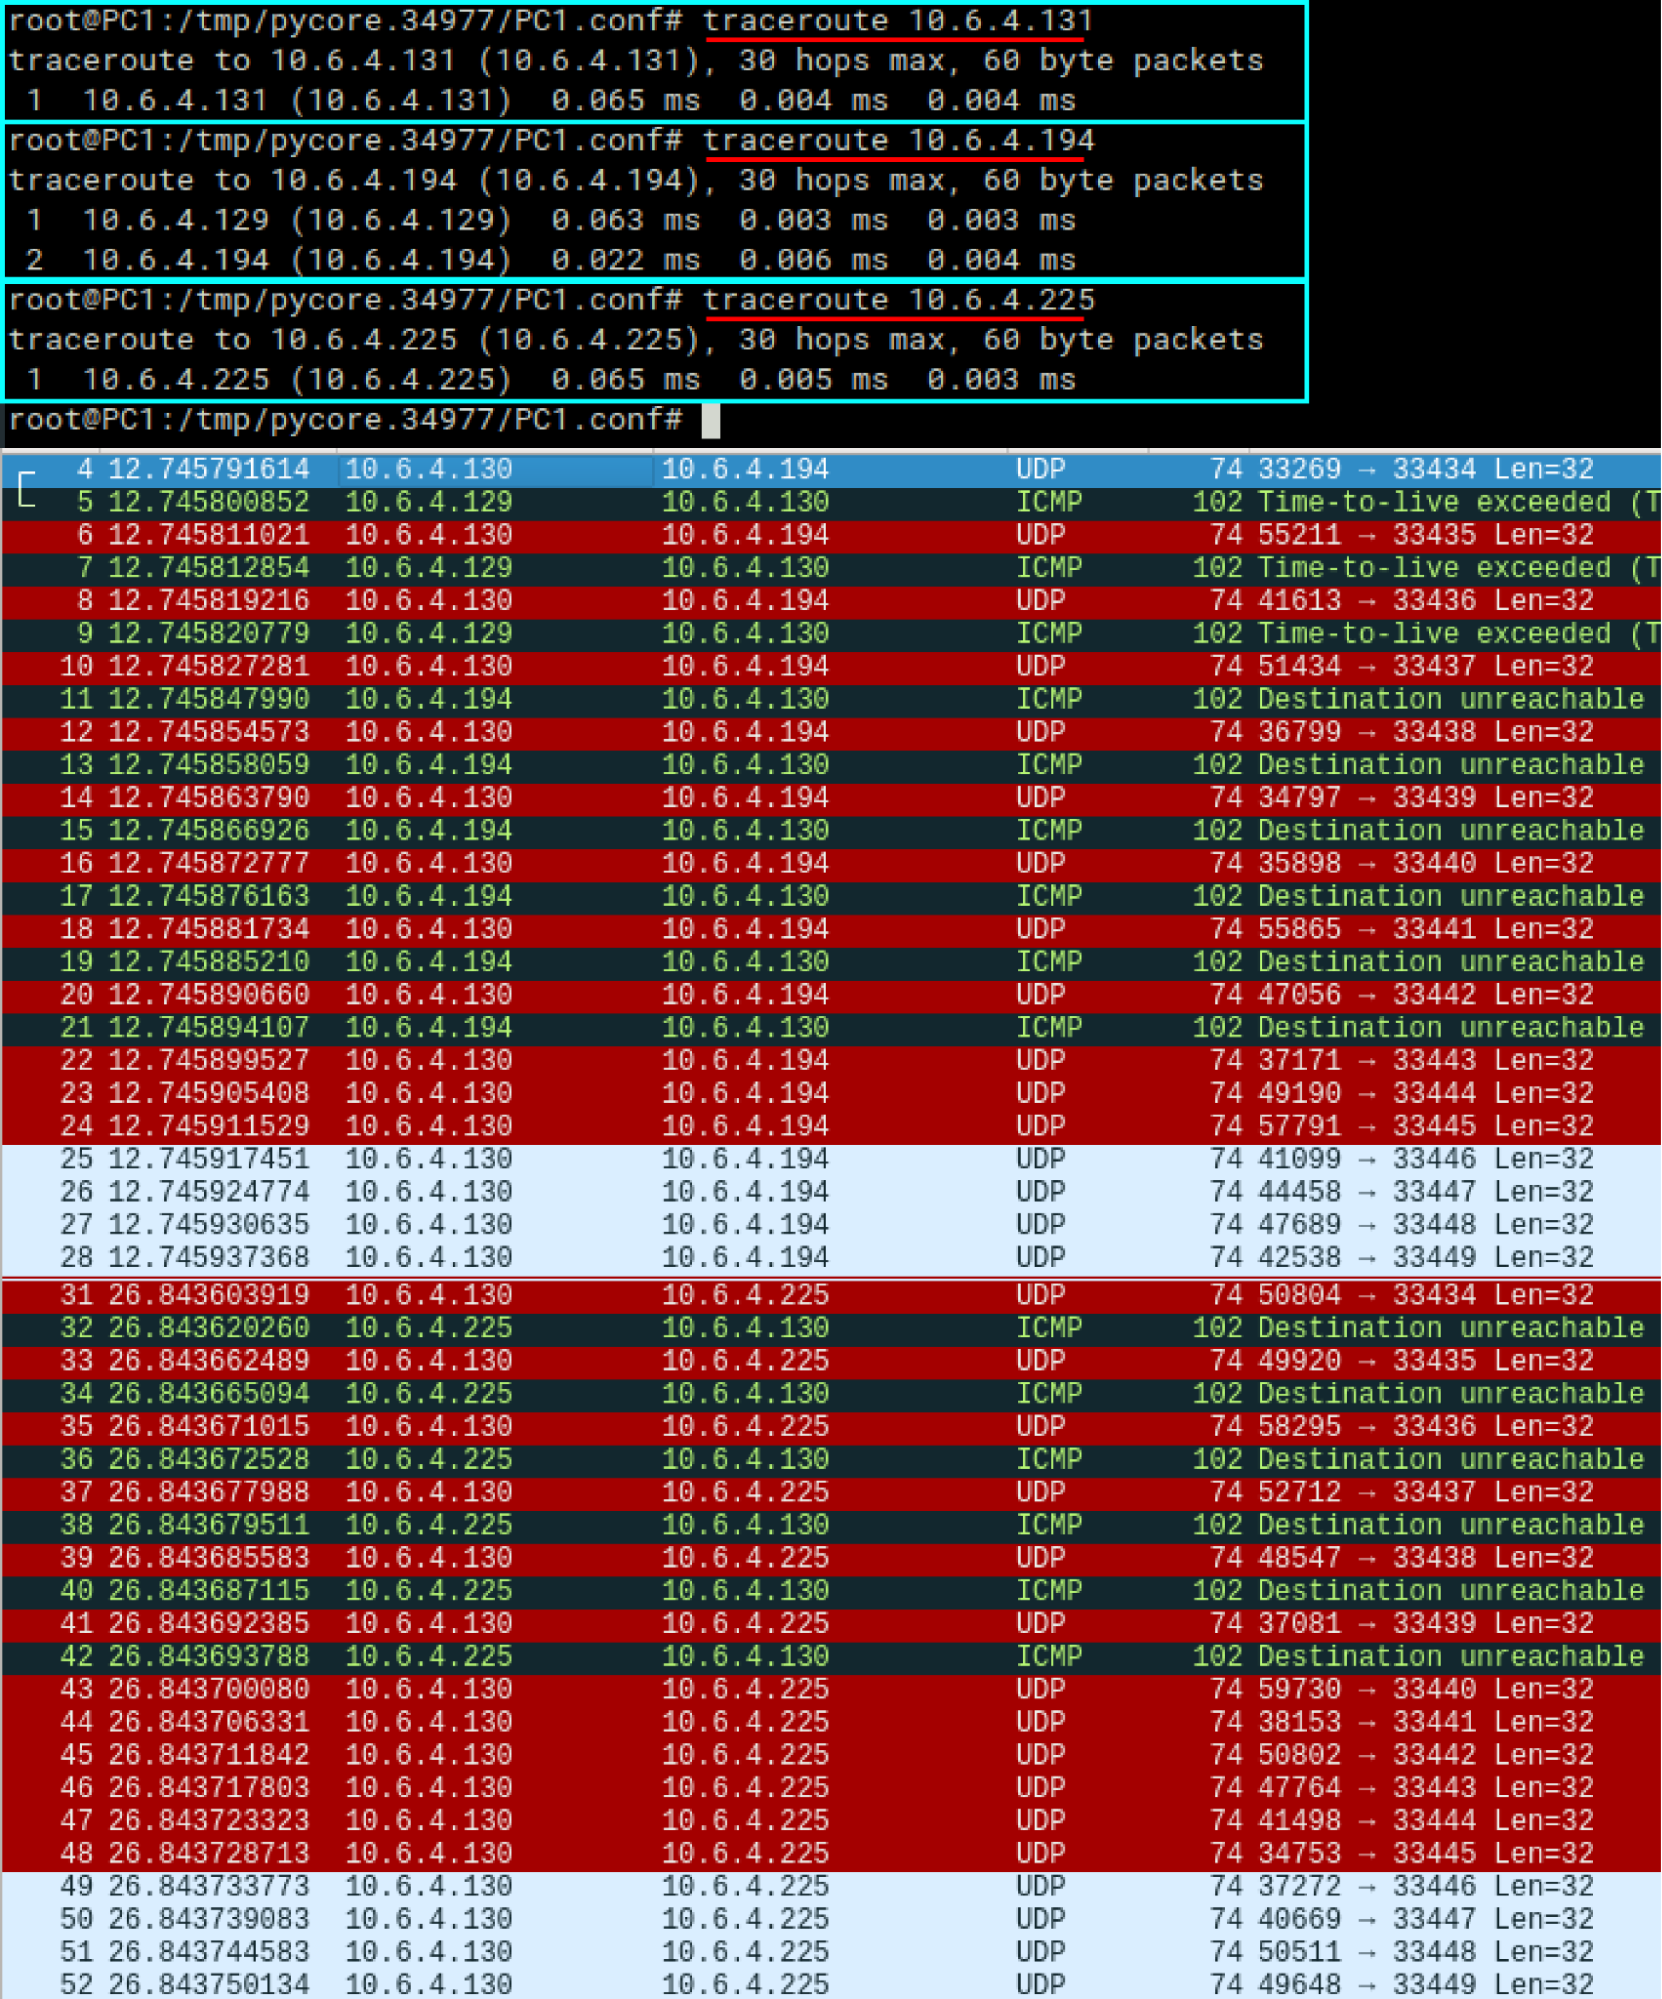 root@PC1:/tmp/pycore.34977/PC1.conf# traceroute 10.6.4.131
traceroute to 10.6.4.131 (10.6.4.131), 30 hops max, 60 byte packets
1 10.6.4.131 (10.6.4.131) 0.065 ms 0.004 ms 0.004 ms
root@PC1:/tmp/pycore.34977/PC1.conf# traceroute 10.6.4.194
traceroute to 10.6.4.194 (10.6.4.194), 30 hops max, 60 byte packets
1 10.6.4.129 (10.6.4.129) 0.063 ms 0.003 ms 0.003 ms
2 10.6.4.194 (10.6.4.194) 0.022 ms 0.006 ms 0.004 ms
root@PC1:/tmp/pycore.34977/PC1.conf# traceroute 10.6.4.225
traceroute to 10.6.4.225 (10.6.4.225), 30 hops max, 60 byte packets
1 10.6.4.225 (10.6.4.225) 0.065 ms 0.005 ms 0.003 ms
root@PC1:/tmp/pycore.34977/PC1.conf#
4 12.745791614 10.6.4.130 10.6.4.194 UDP 74 33269 → 33434 Len=32
5 12.745800852 10.6.4.129 10.6.4.130 ICMP 102 Time-to-live exceeded (T
6 12.745811021 10.6.4.130 10.6.4.194 UDP 74 55211 → 33435 Len=32
7 12.745812854 10.6.4.129 10.6.4.130 ICMP 102 Time-to-live exceeded (T
8 12.745819216 10.6.4.130 10.6.4.194 UDP 74 41613 → 33436 Len=32
9 12.745820779 10.6.4.129 10.6.4.130 ICMP 102 Time-to-live exceeded (T
10 12.745827281 10.6.4.130 10.6.4.194 UDP 74 51434 → 33437 Len=32
11 12.745847990 10.6.4.194 10.6.4.130 ICMP 102 Destination unreachable
12 12.745854573 10.6.4.130 10.6.4.194 UDP 74 36799 → 33438 Len=32
13 12.745858059 10.6.4.194 10.6.4.130 ICMP 102 Destination unreachable
14 12.745863790 10.6.4.130 10.6.4.194 UDP 74 34797 → 33439 Len=32
15 12.745866926 10.6.4.194 10.6.4.130 ICMP 102 Destination unreachable
16 12.745872777 10.6.4.130 10.6.4.194 UDP 74 35898 → 33440 Len=32
17 12.745876163 10.6.4.194 10.6.4.130 ICMP 102 Destination unreachable
18 12.745881734 10.6.4.130 10.6.4.194 UDP 74 55865 → 33441 Len=32
19 12.745885210 10.6.4.194 10.6.4.130 ICMP 102 Destination unreachable
20 12.745890660 10.6.4.130 10.6.4.194 UDP 74 47056 → 33442 Len=32
21 12.745894107 10.6.4.194 10.6.4.130 ICMP 102 Destination unreachable
22 12.745899527 10.6.4.130 10.6.4.194 UDP 74 37171 → 33443 Len=32
23 12.745905408 10.6.4.130 10.6.4.194 UDP 74 49190 → 33444 Len=32
24 12.745911529 10.6.4.130 10.6.4.194 UDP 74 57791 → 33445 Len=32
25 12.745917451 10.6.4.130 10.6.4.194 UDP 74 41099 → 33446 Len=32
26 12.745924774 10.6.4.130 10.6.4.194 UDP 74 44458 → 33447 Len=32
27 12.745930635 10.6.4.130 10.6.4.194 UDP 74 47689 → 33448 Len=32
28 12.745937368 10.6.4.130 10.6.4.194 UDP 74 42538 → 33449 Len=32
31 26.843603919 10.6.4.130 10.6.4.225 UDP 74 50804 → 33434 Len=32
32 26.843620260 10.6.4.225 10.6.4.130 ICMP 102 Destination unreachable
33 26.843662489 10.6.4.130 10.6.4.225 UDP 74 49920 → 33435 Len=32
34 26.843665094 10.6.4.225 10.6.4.130 ICMP 102 Destination unreachable
35 26.843671015 10.6.4.130 10.6.4.225 UDP 74 58295 → 33436 Len=32
36 26.843672528 10.6.4.225 10.6.4.130 ICMP 102 Destination unreachable
37 26.843677988 10.6.4.130 10.6.4.225 UDP 74 52712 → 33437 Len=32
38 26.843679511 10.6.4.225 10.6.4.130 ICMP 102 Destination unreachable
39 26.843685583 10.6.4.130 10.6.4.225 UDP 74 48547 → 33438 Len=32
40 26.843687115 10.6.4.225 10.6.4.130 ICMP 102 Destination unreachable
41 26.843692385 10.6.4.130 10.6.4.225 UDP 74 37081 → 33439 Len=32
42 26.843693788 10.6.4.225 10.6.4.130 ICMP 102 Destination unreachable
43 26.843700080 10.6.4.130 10.6.4.225 UDP 74 59730 → 33440 Len=32
44 26.843706331 10.6.4.130 10.6.4.225 UDP 74 38153 → 33441 Len=32
45 26.843711842 10.6.4.130 10.6.4.225 UDP 74 50802 → 33442 Len=32
46 26.843717803 10.6.4.130 10.6.4.225 UDP 74 47764 → 33443 Len=32
47 26.843723323 10.6.4.130 10.6.4.225 UDP 74 41498 → 33444 Len=32
48 26.843728713 10.6.4.130 10.6.4.225 UDP 74 34753 → 33445 Len=32
49 26.843733773 10.6.4.130 10.6.4.225 UDP 74 37272 → 33446 Len=32
50 26.843739083 10.6.4.130 10.6.4.225 UDP 74 40669 → 33447 Len=32
51 26.843744583 10.6.4.130 10.6.4.225 UDP 74 50511 → 33448 Len=32
52 26.843750134 10.6.4.130 10.6.4.225 UDP 74 49648 → 33449 Len=32